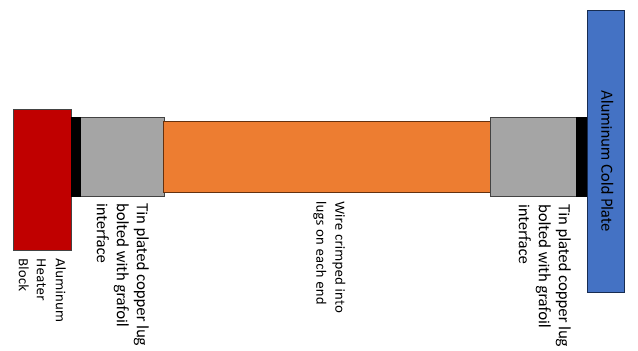 Aluminum
Heater
Block
Tin plated copper lug
bolted with grafoil
interface
Wire crimped into
lugs on each end
Tin plated copper lug
bolted with grafoil
interface
Aluminum Cold Plate